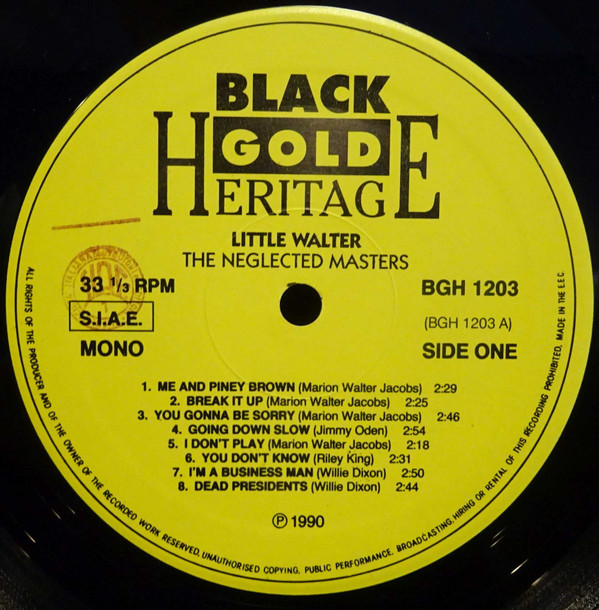 BLACK
GOLD
HERITAGE
LITTLE WALTER
THE NEGLECTED MASTERS
33 1/3 RPM
S.I.A.E.
MONO
BGH 1203
(BGH 1203 A)
SIDE ONE
1. ME AND PINEY BROWN (Marion Walter Jacobs) 2:29
2. BREAK IT UP (Marion Walter Jacobs) 2:25
3. YOU GONNA BE SORRY (Marion Walter Jacobs) 2:46
4. GOING DOWN SLOW (Jimmy Oden) 2:54
5. I DON'T PLAY (Marion Walter Jacobs) 2:18
6. YOU DON'T KNOW (Riley King) 2:31
7. I'M A BUSINESS MAN (Willie Dixon) 2:50
8. DEAD PRESIDENTS (Willie Dixon) 2:44
Ⓟ 1990
ALL RIGHTS OF THE PRODUCER AND OF THE OWNER OF THE RECORDED WORK RESERVED, UNAUTHORISED COPYING, PUBLIC PERFORMANCE, BROADCASTING, HIRING OR RENTAL OF THIS RECORDING PROHIBITED, MADE IN THE E.E.C.